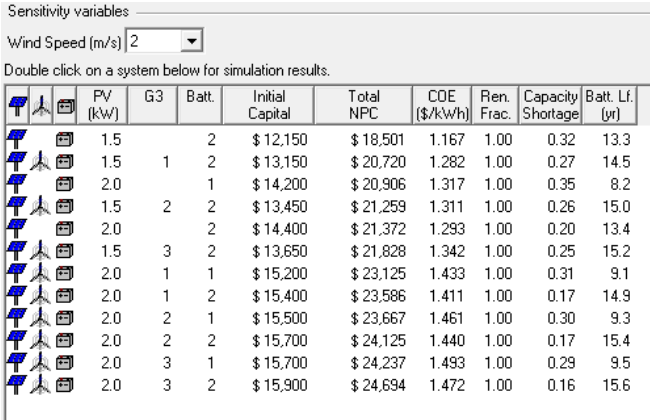 Sensitivity variables
Wind Speed (m/s) 2
Double click on a system below for simulation results.
PV (kW) G3 Batt. Initial Capital Total NPC COE ($/kWh) Ren. Frac. Capacity Shortage Batt. Lf. (yr)
1.5 2 $ 12,150 $ 18,501 1.167 1.00 0.32 13.3
1.5 1 2 $ 13,150 $ 20,720 1.282 1.00 0.27 14.5
2.0 1 $ 14,200 $ 20,906 1.317 1.00 0.35 8.2
1.5 2 2 $ 13,450 $ 21,259 1.311 1.00 0.26 15.0
2.0 2 $ 14,400 $ 21,372 1.293 1.00 0.20 13.4
1.5 3 2 $ 13,650 $ 21,828 1.342 1.00 0.25 15.2
2.0 1 1 $ 15,200 $ 23,125 1.433 1.00 0.31 9.1
2.0 1 2 $ 15,400 $ 23,586 1.411 1.00 0.17 14.9
2.0 2 1 $ 15,500 $ 23,667 1.461 1.00 0.30 9.3
2.0 2 2 $ 15,700 $ 24,125 1.440 1.00 0.17 15.4
2.0 3 1 $ 15,700 $ 24,237 1.493 1.00 0.29 9.5
2.0 3 2 $ 15,900 $ 24,694 1.472 1.00 0.16 15.6